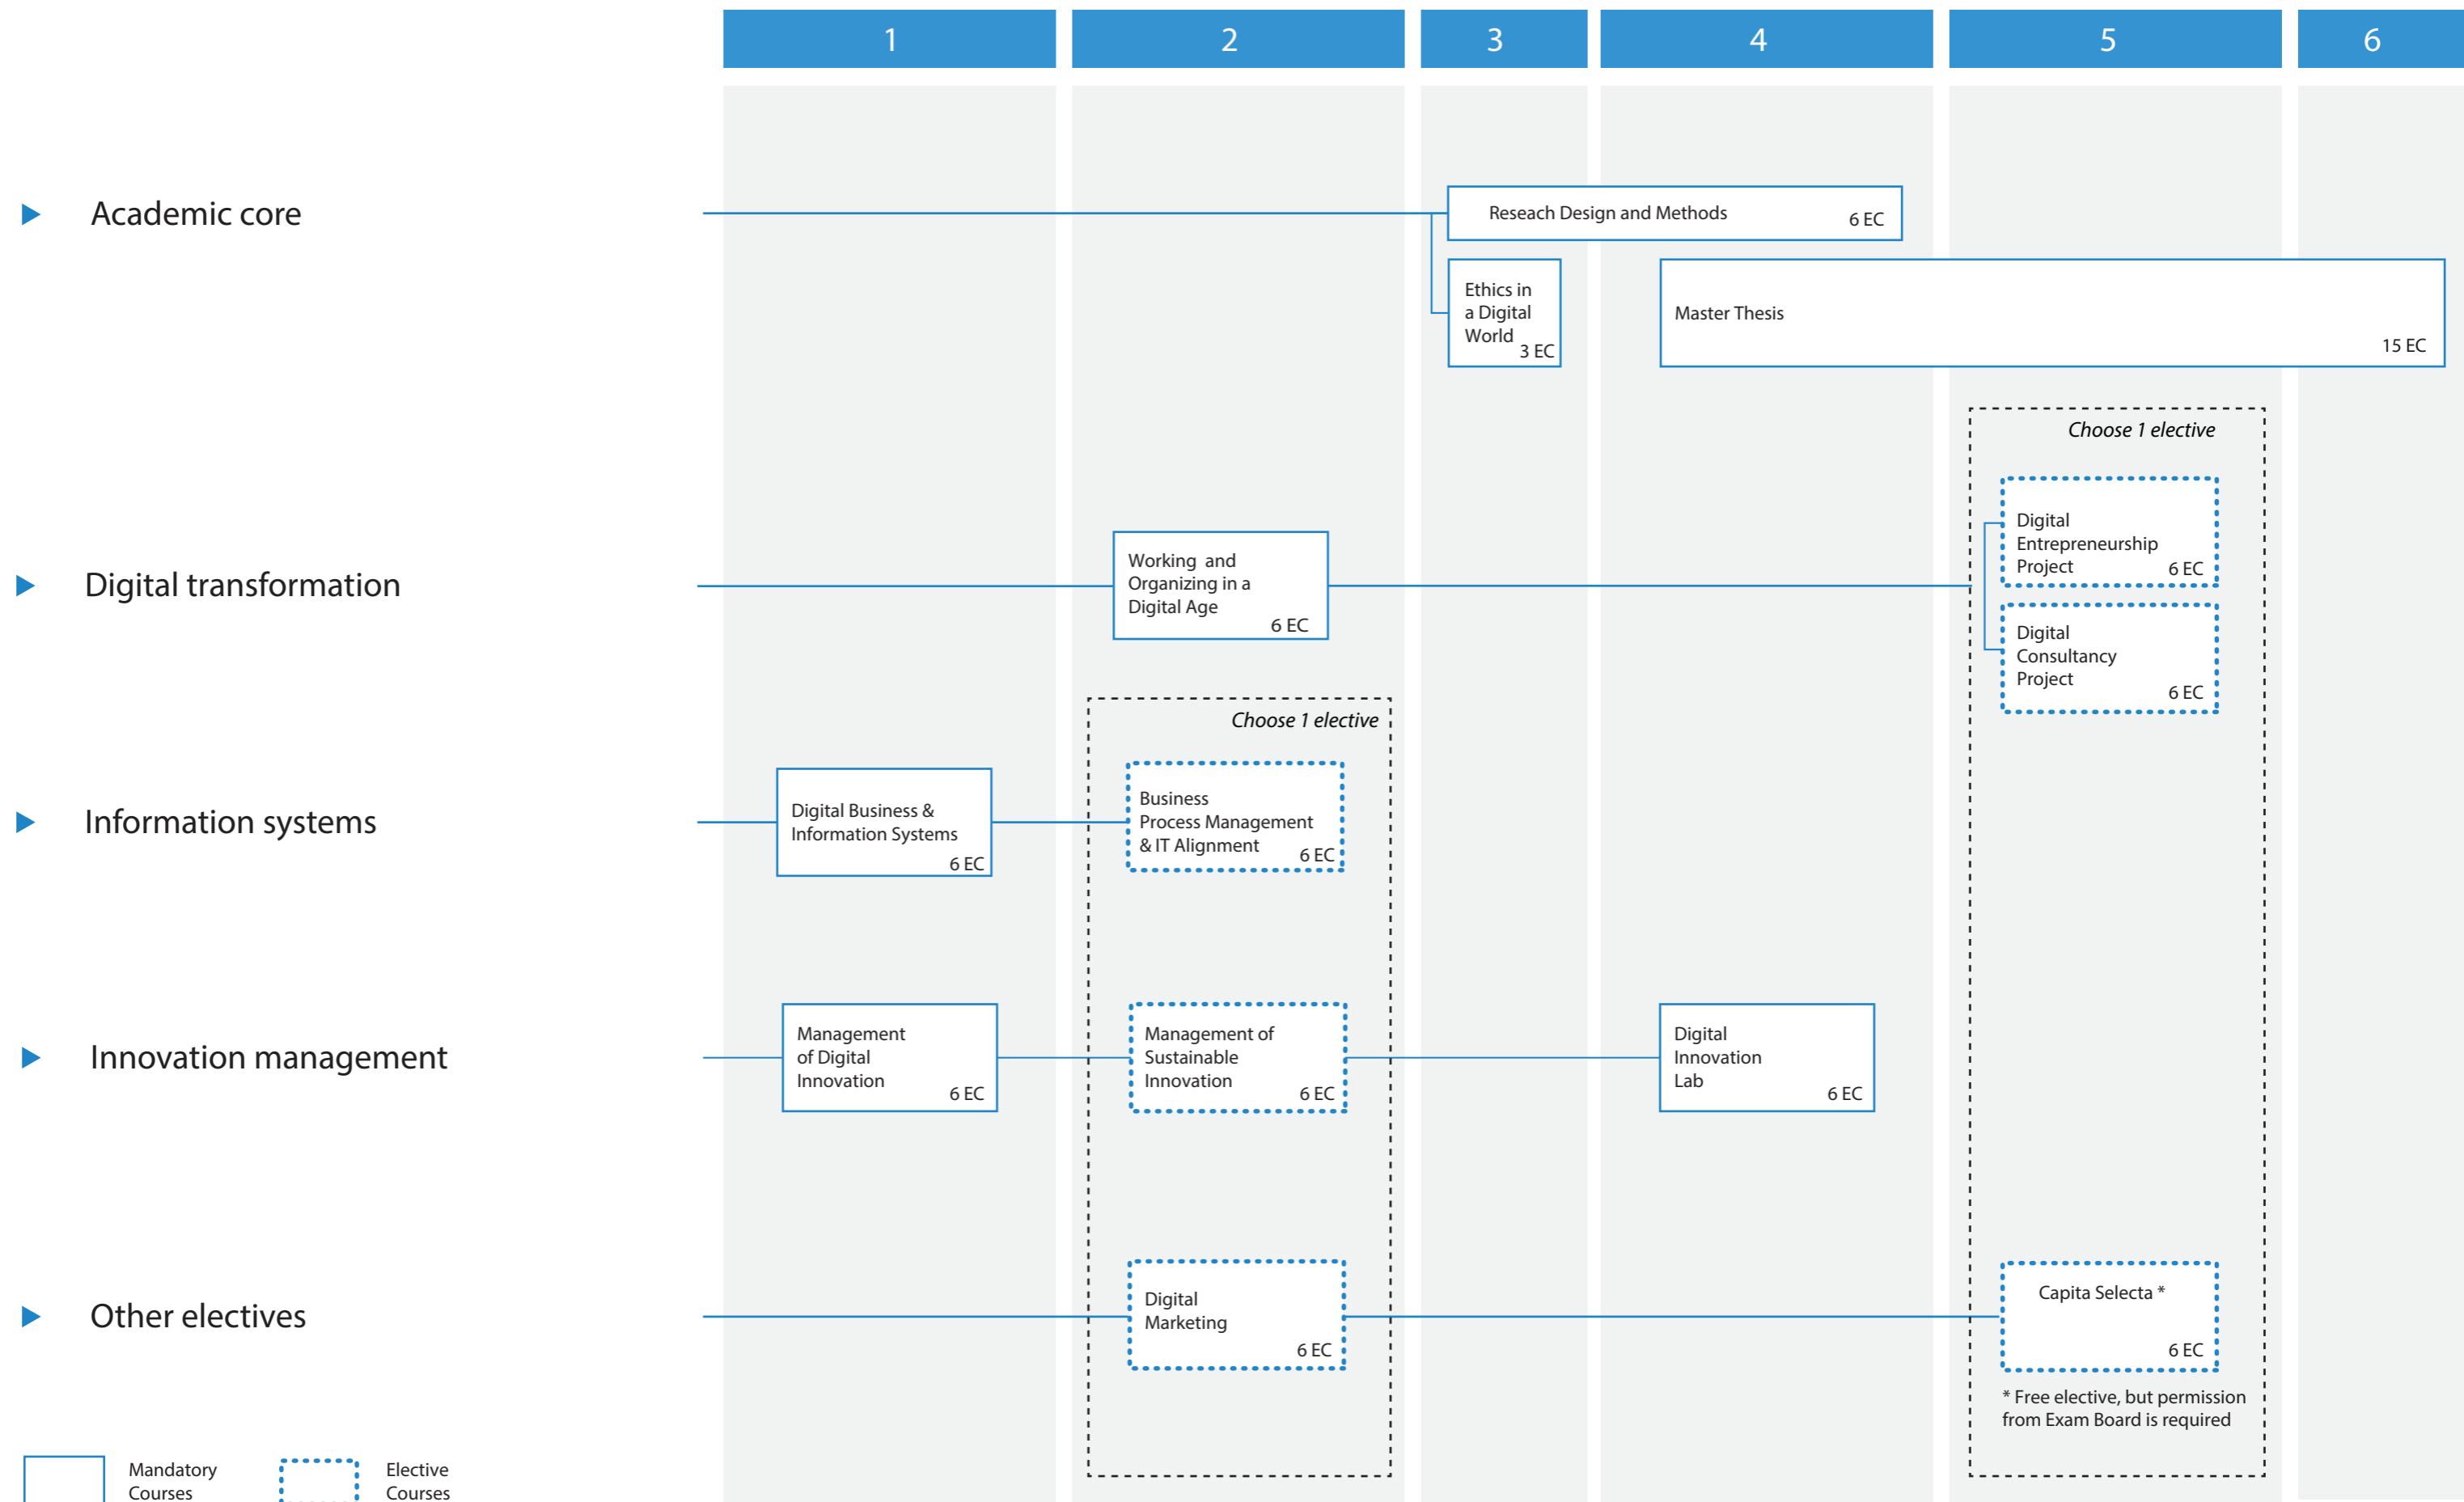 1
2
3
4
5
6
Academic core
Reseach Design and Methods
6 EC
Ethics in
a Digital
World
3 EC
Master Thesis
15 EC
Choose 1 elective
Digital
Entrepreneurship
Project
6 EC
Digital transformation
Working and
Organizing in a
Digital Age
6 EC
Digital
Consultancy
Project
6 EC
Choose 1 elective
Information systems
Digital Business &
Information Systems
6 EC
Business
Process Management
& IT Alignment
6 EC
Innovation management
Management
of Digital
Innovation
6 EC
Management of
Sustainable
Innovation
6 EC
Digital
Innovation
Lab
6 EC
Other electives
Digital
Marketing
6 EC
Capita Selecta *
6 EC
* Free elective, but permission
from Exam Board is required
Mandatory
Courses
Elective
Courses